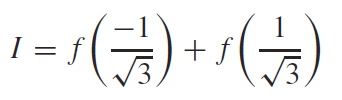 I = f(-1/√3) + f(1/√3)